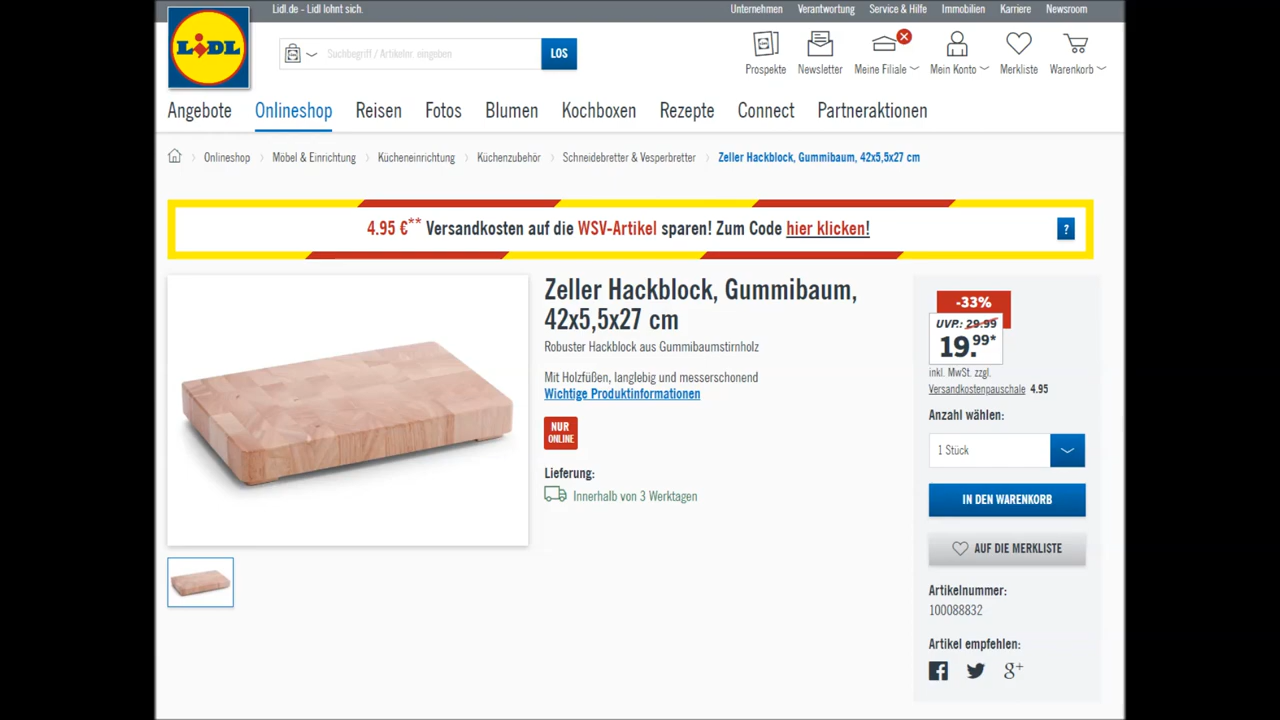 Lidl.de - Lidl lohnt sich.
Unternehmen Verantwortung Service & Hilfe Immobilien Karriere Newsroom
LiDL
Suchbegriff / Artikelnr. eingeben
LOS
Prospekte Newsletter Meine Filiale Mein Konto Merkliste Warenkorb
Angebote Onlineshop Reisen Fotos Blumen Kochboxen Rezepte Connect Partneraktionen
Onlineshop Möbel & Einrichtung Kücheneinrichtung Küchenzubehör Schneidebretter & Vesperbretter Zeller Hackblock, Gummibaum, 42x5,5x27 cm
4.95 €** Versandkosten auf die WSV-Artikel sparen! Zum Code hier klicken!
?
Zeller Hackblock, Gummibaum,
42x5,5x27 cm
Robuster Hackblock aus Gummibaumstirnholz
Mit Holzfüßen, langlebig und messerschonend
Wichtige Produktinformationen
NUR
ONLINE
Lieferung:
Innerhalb von 3 Werktagen
-33%
UVP.: 29.99
19.99*
inkl. MwSt. zzgl.
Versandkostenpauschale 4.95
Anzahl wählen:
1 Stück
IN DEN WARENKORB
AUF DIE MERKLISTE
Artikelnummer:
100088832
Artikel empfehlen: